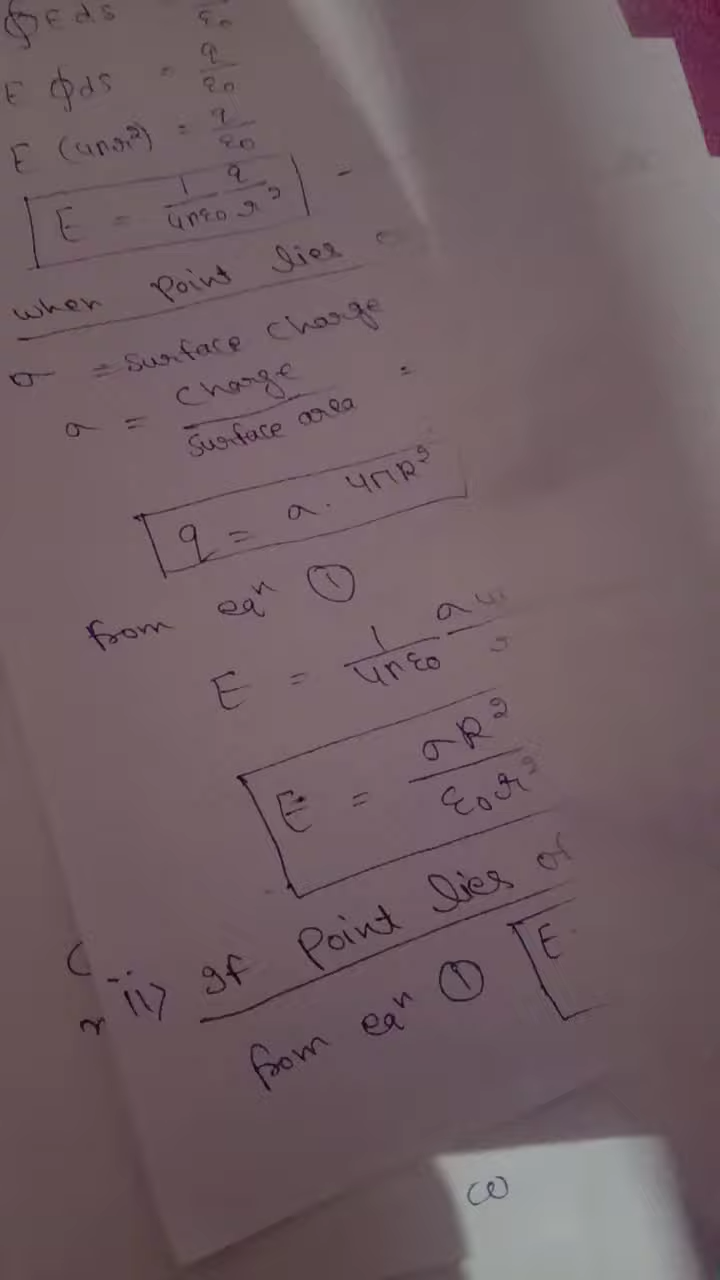 ∮E ds ε0
E ∮ds = q/ε0
E (4πr²) = q/ε0
E = 1/4πε0 q/r² -
when point lies
σ = surface charge
σ = charge/surface area =
q = σ. 4πR²
from eqⁿ ①
E = 1/4πε0 σ4
E = σR²/ε0r²
ii) If Point lies
from eqⁿ ① E